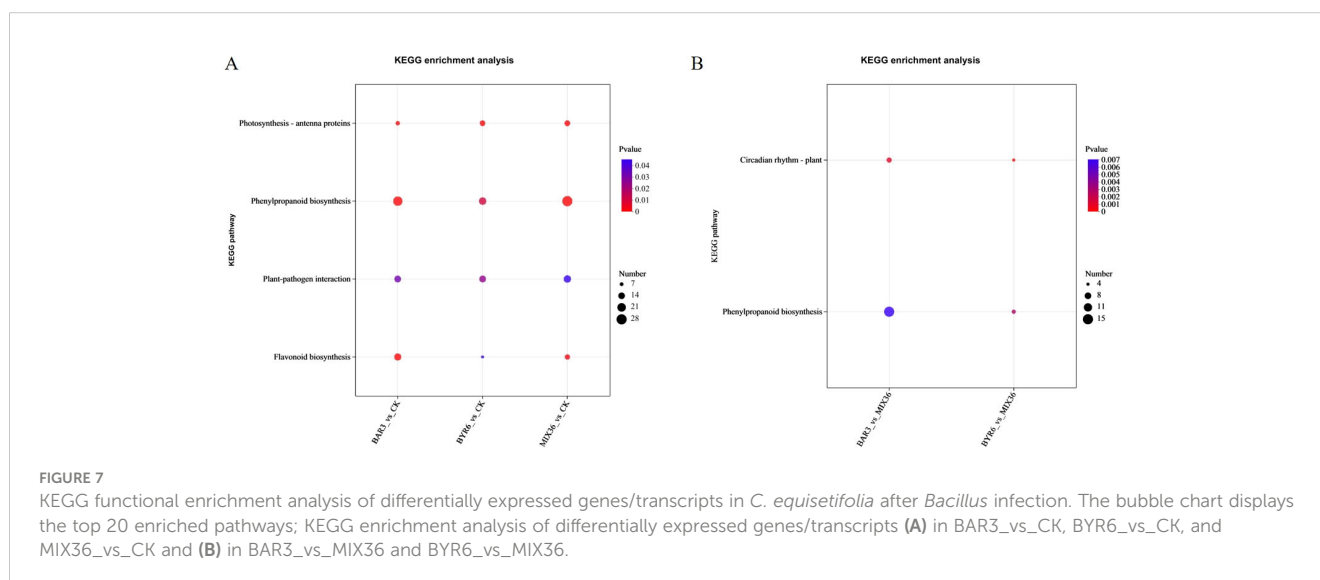 A
KEGG enrichment analysis
KEGG pathway
Photosynthesis - antenna proteins
Phenylpropanoid biosynthesis
Plant-pathogen interaction
Flavonoid biosynthesis
BAR3_vs_CK
BYR6_vs_CK
MIX36_vs_CK
Pvalue
0.04
0.03
0.02
0.01
0
Number
7
14
21
28
B
KEGG enrichment analysis
KEGG pathway
Circadian rhythm - plant
Phenylpropanoid biosynthesis
BAR3_vs_MIX36
BYR6_vs_MIX36
Pvalue
0.007
0.006
0.005
0.004
0.003
0.002
0.001
0
Number
4
8
11
15
FIGURE 7
KEGG functional enrichment analysis of differentially expressed genes/transcripts in C. equisetifolia after Bacillus infection. The bubble chart displays
the top 20 enriched pathways; KEGG enrichment analysis of differentially expressed genes/transcripts (A) in BAR3_vs_CK, BYR6_vs_CK, and
MIX36_vs_CK and (B) in BAR3_vs_MIX36 and BYR6_vs_MIX36.